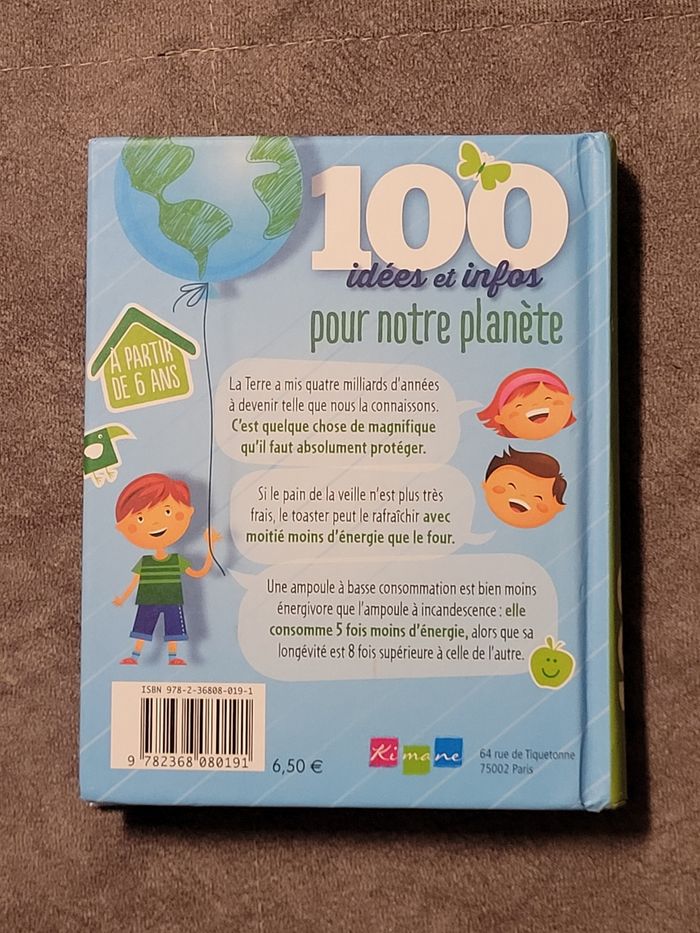 100
idées et infos
pour notre planète
À PARTIR
DE 6 ANS
La Terre a mis quatre milliards d'années
à devenir telle que nous la connaissons.
C'est quelque chose de magnifique
qu'il faut absolument protéger.
Si le pain de la veille n'est plus très
frais, le toaster peut le rafraîchir avec
moitié moins d'énergie que le four.
Une ampoule à basse consommation est bien moins
énergivore que l'ampoule à incandescence : elle
consomme 5 fois moins d'énergie, alors que sa
longévité est 8 fois supérieure à celle de l'autre.
ISBN 978-2-36808-019-1
9 782368 080191
6,50 €
Kimane
64 rue de Tiquetonne
75002 Paris